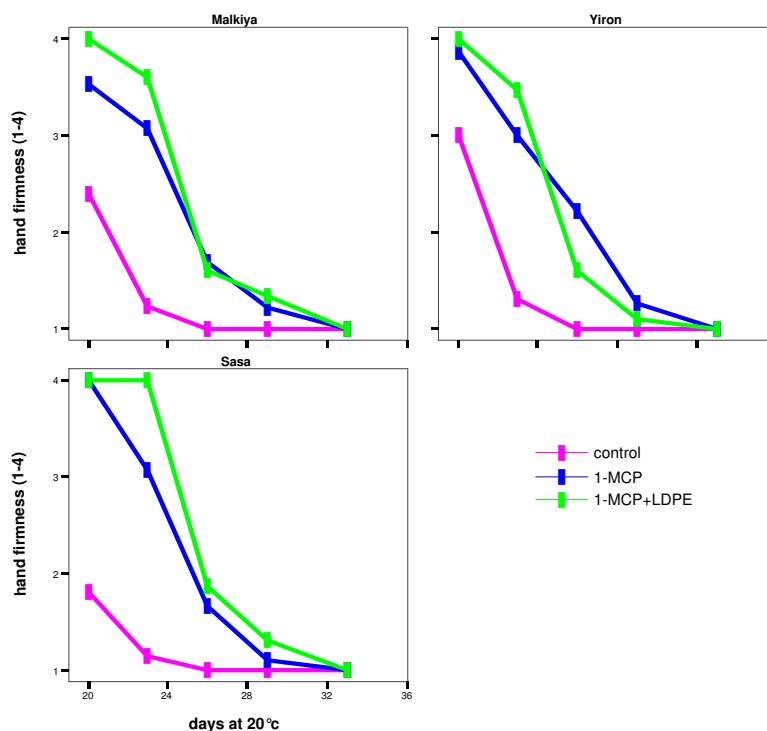 Malkiya
Yiron
4
3
2
1
hand firmness (1-4)
Sasa
4
3
2
1
hand firmness (1-4)
20
24
28
32
36
days at 20°c
control
1-MCP
1-MCP+LDPE